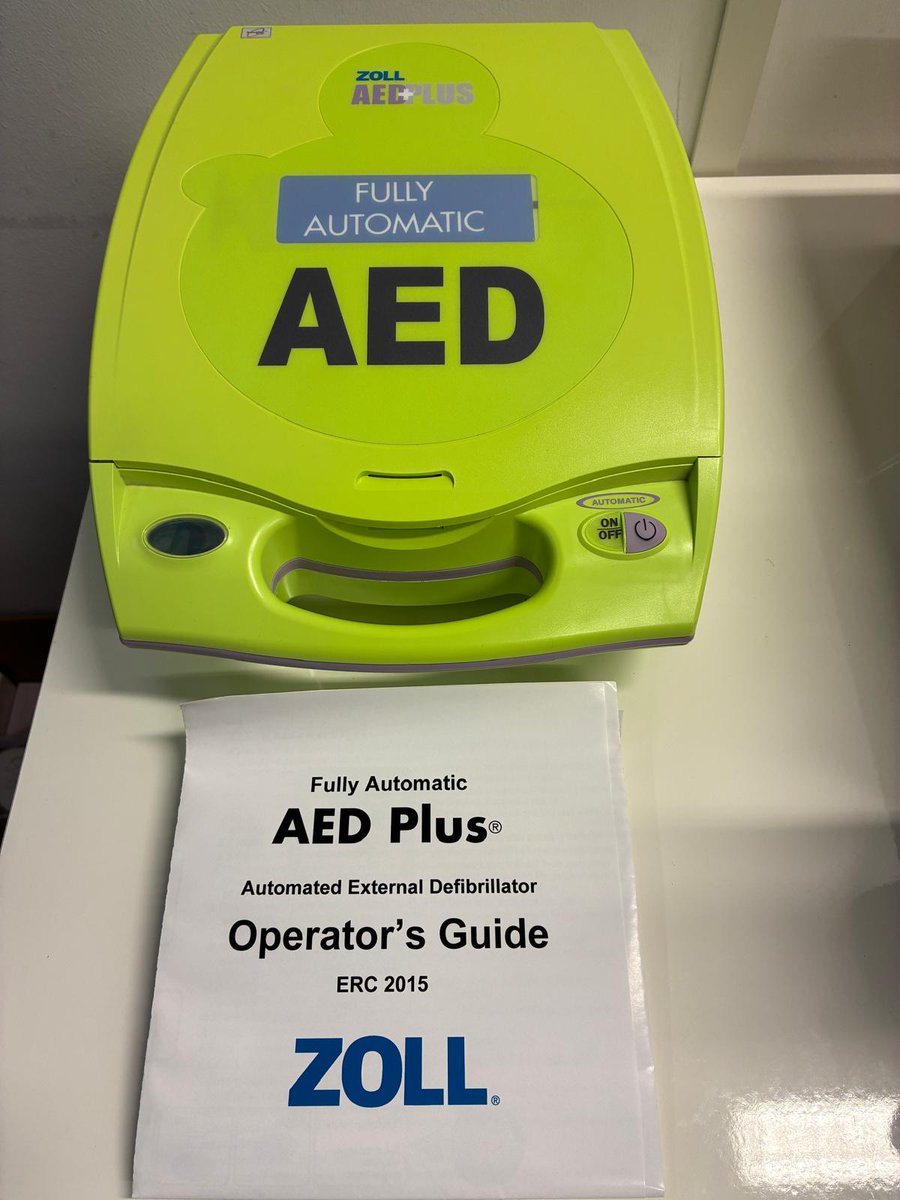 ZOLL
AED PLUS
FULLY
AUTOMATIC
AED
AUTOMATIC
ON
OFF
Fully Automatic
AED Plus®
Automated External Defibrillator
Operator's Guide
ERC 2015
ZOLL®